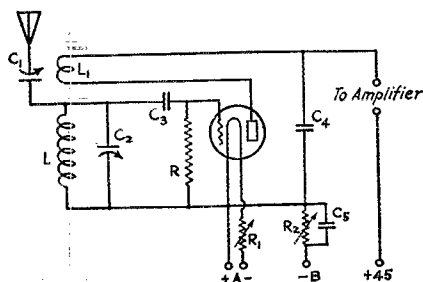 C1
L1
To Amplifier
C3
C4
C2
L
R
C5
R2
R1
+A-
-B
+45